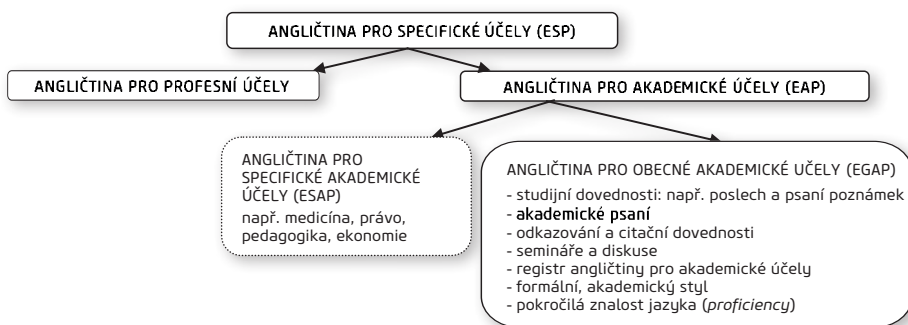 ANGLIČTINA PRO SPECIFICKÉ ÚČELY (ESP)
ANGLIČTINA PRO PROFESNÍ ÚČELY
ANGLIČTINA PRO AKADEMICKÉ ÚČELY (EAP)
ANGLIČTINA PRO
SPECIFICKÉ AKADEMICKÉ
ÚČELY (ESAP)
např. medicína, právo,
pedagogika, ekonomie
ANGLIČTINA PRO OBECNÉ AKADEMICKÉ UČELY (EGAP)
- studijní dovednosti: např. poslech a psaní poznámek
- akademické psaní
- odkazování a citační dovednosti
- semináře a diskuse
- registr angličtiny pro akademické účely
- formální, akademický styl
- pokročilá znalost jazyka (proficiency)